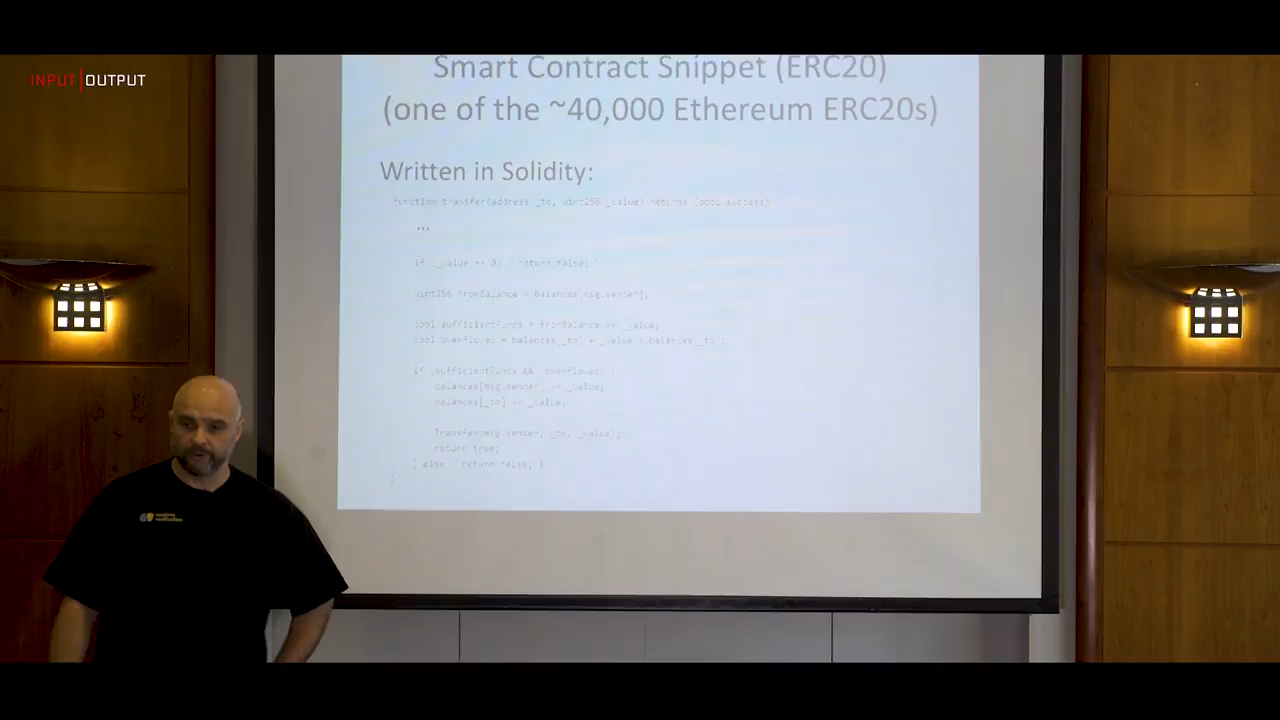 INPUT|OUTPUT
Smart Contract Snippet (ERC20)
(one of the ~40,000 Ethereum ERC20s)
Written in Solidity:
function transfer(address _to, uint256 _value) returns (bool success) {
...
if (_value == 0) { return false; }
uint256 fromBalance = balances[msg.sender];
bool sufficientFunds = fromBalance >= _value;
bool overflowed = balances[_to] + _value < balances[_to];
if (sufficientFunds && overflowed) {
balances[msg.sender] -= _value;
balances[_to] += _value;
Transfer(msg.sender, _to, _value);
return true;
} else { return false; }
}